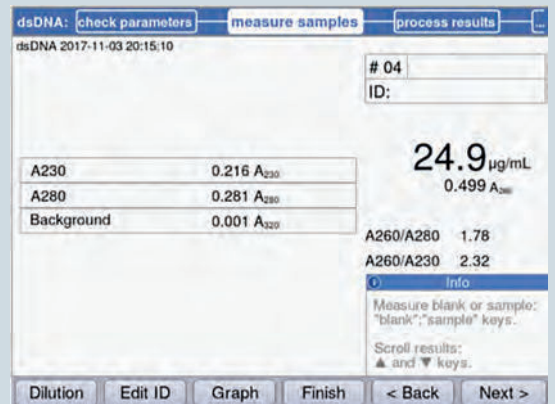 dsDNA: check parameters measure samples process results ...
dsDNA 2017-11-03 20:15:10
# 04
ID:
24.9 µg/mL
0.499 A260
A230 0.216 A230
A280 0.281 A280
Background 0.001 A320
A260/A280 1.78
A260/A230 2.32
Info
Measure blank or sample:
"blank";"sample" keys.
Scroll results:
▲ and ▼ keys.
Dilution Edit ID Graph Finish < Back Next >